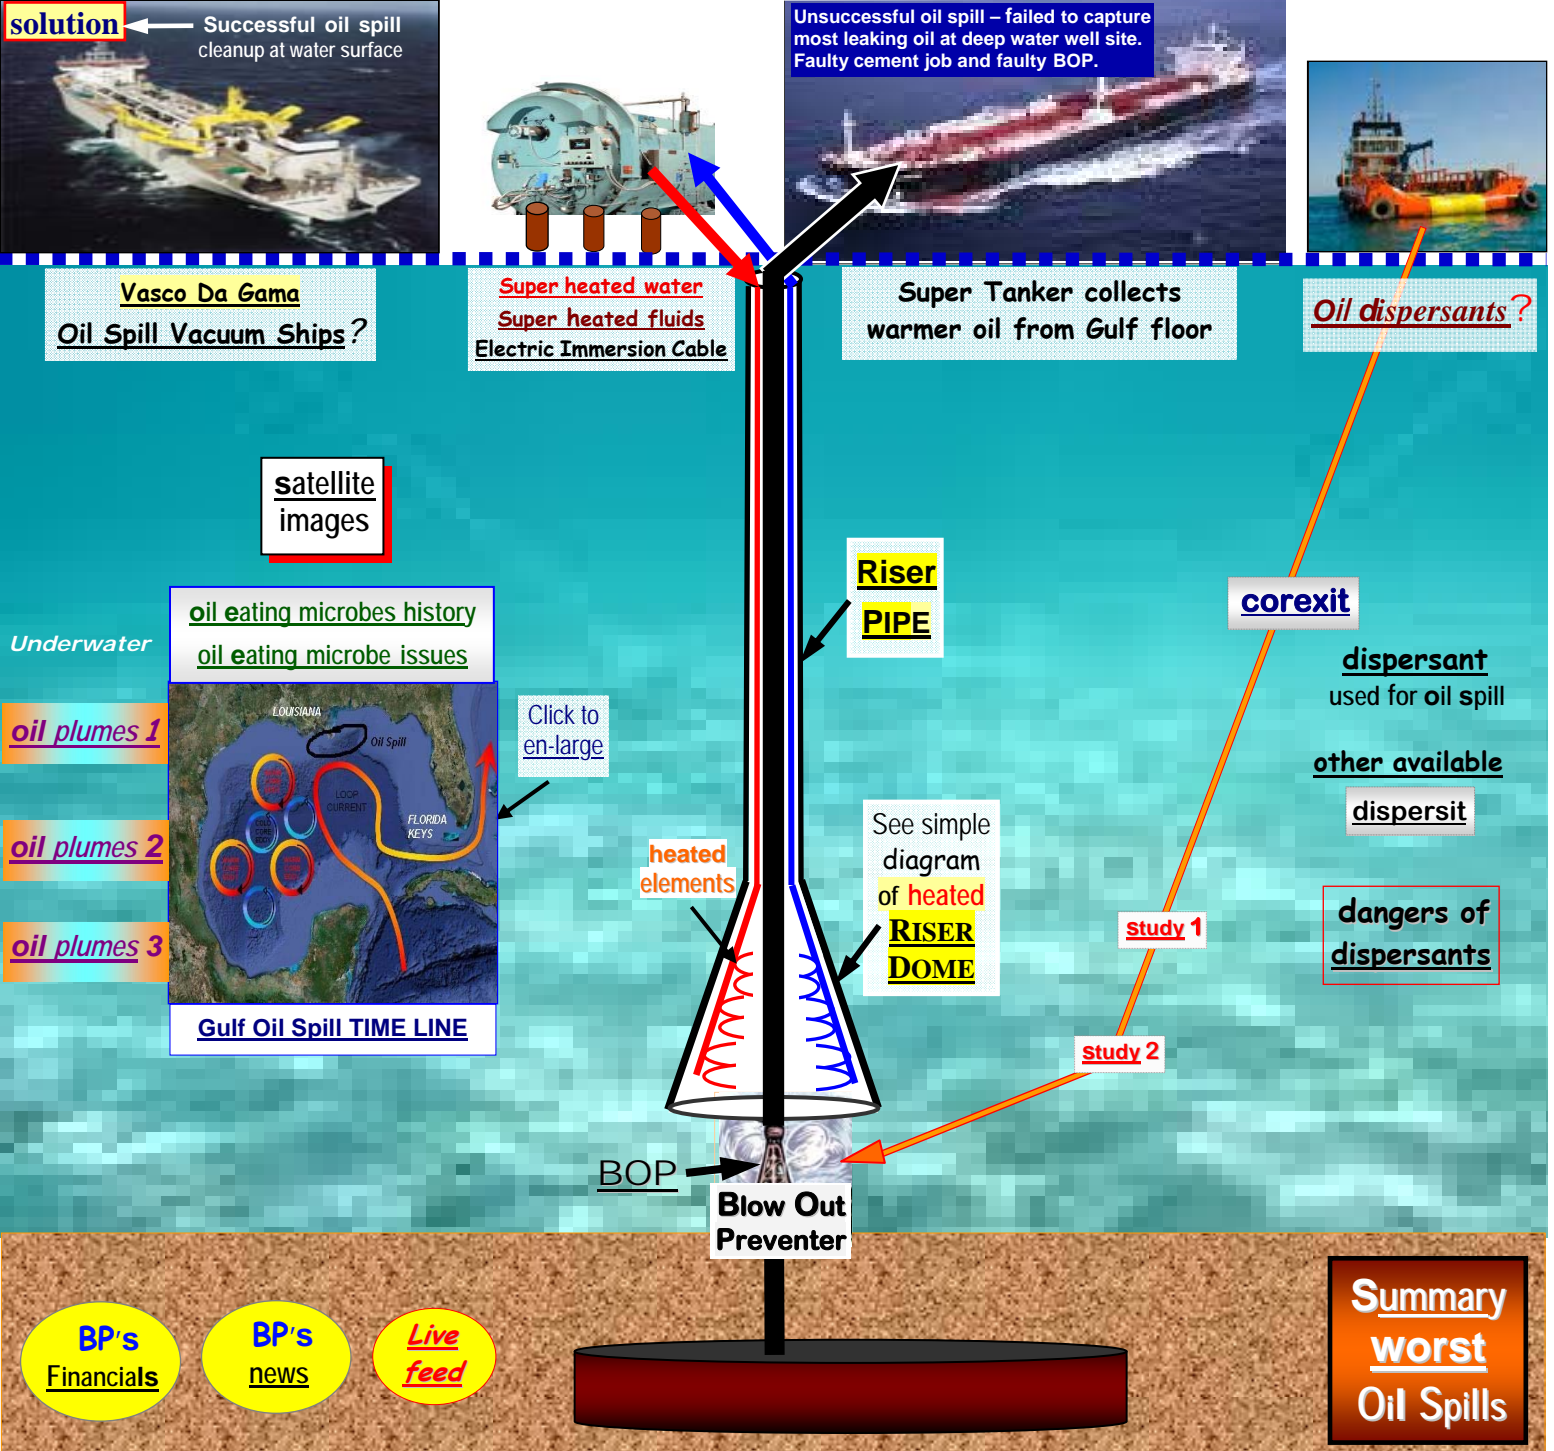 solution
Successful oil spill
cleanup at water surface
Unsuccessful oil spill – failed to capture
most leaking oil at deep water well site.
Faulty cement job and faulty BOP.
Vasco Da Gama
Oil Spill Vacuum Ships?
Super heated water
Super heated fluids
Electric Immersion Cable
Super Tanker collects
warmer oil from Gulf floor
Oil dispersants?
satellite
images
Riser
PIPE
oil eating microbes history
oil eating microbe issues
Underwater
oil plumes 1
oil plumes 2
oil plumes 3
LOUISIANA
Oil Spill
LOOP
CURRENT
FLORIDA
KEYS
COLD
CORE
Click to
en-large
Gulf Oil Spill TIME LINE
heated
elements
See simple
diagram
of heated
RISER
DOME
corexit
dispersant
used for oil spill
other available
dispersit
study 1
dangers of
dispersants
study 2
BOP
Blow Out
Preventer
BP's
Financials
BP's
news
Live
feed
Summary
worst
Oil Spills